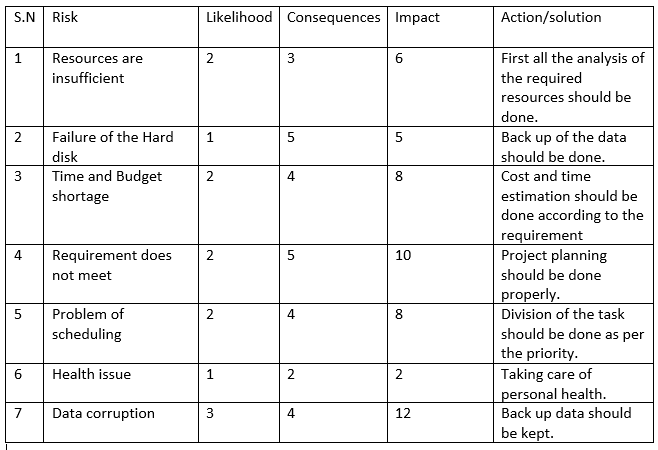 S.N Risk Likelihood Consequences Impact Action/solution
1 Resources are 2 3 6 First all the analysis of
insufficient the required
resources should be
done.
2 Failure of the Hard 1 5 5 Back up of the data
disk should be done.
3 Time and Budget 2 4 8 Cost and time
shortage estimation should be
done according to the
requirement
4 Requirement does 2 5 10 Project planning
not meet should be done
properly.
5 Problem of 2 4 8 Division of the task
scheduling should be done as per
the priority.
6 Health issue 1 2 2 Taking care of
personal health.
7 Data corruption 3 4 12 Back up data should
be kept.